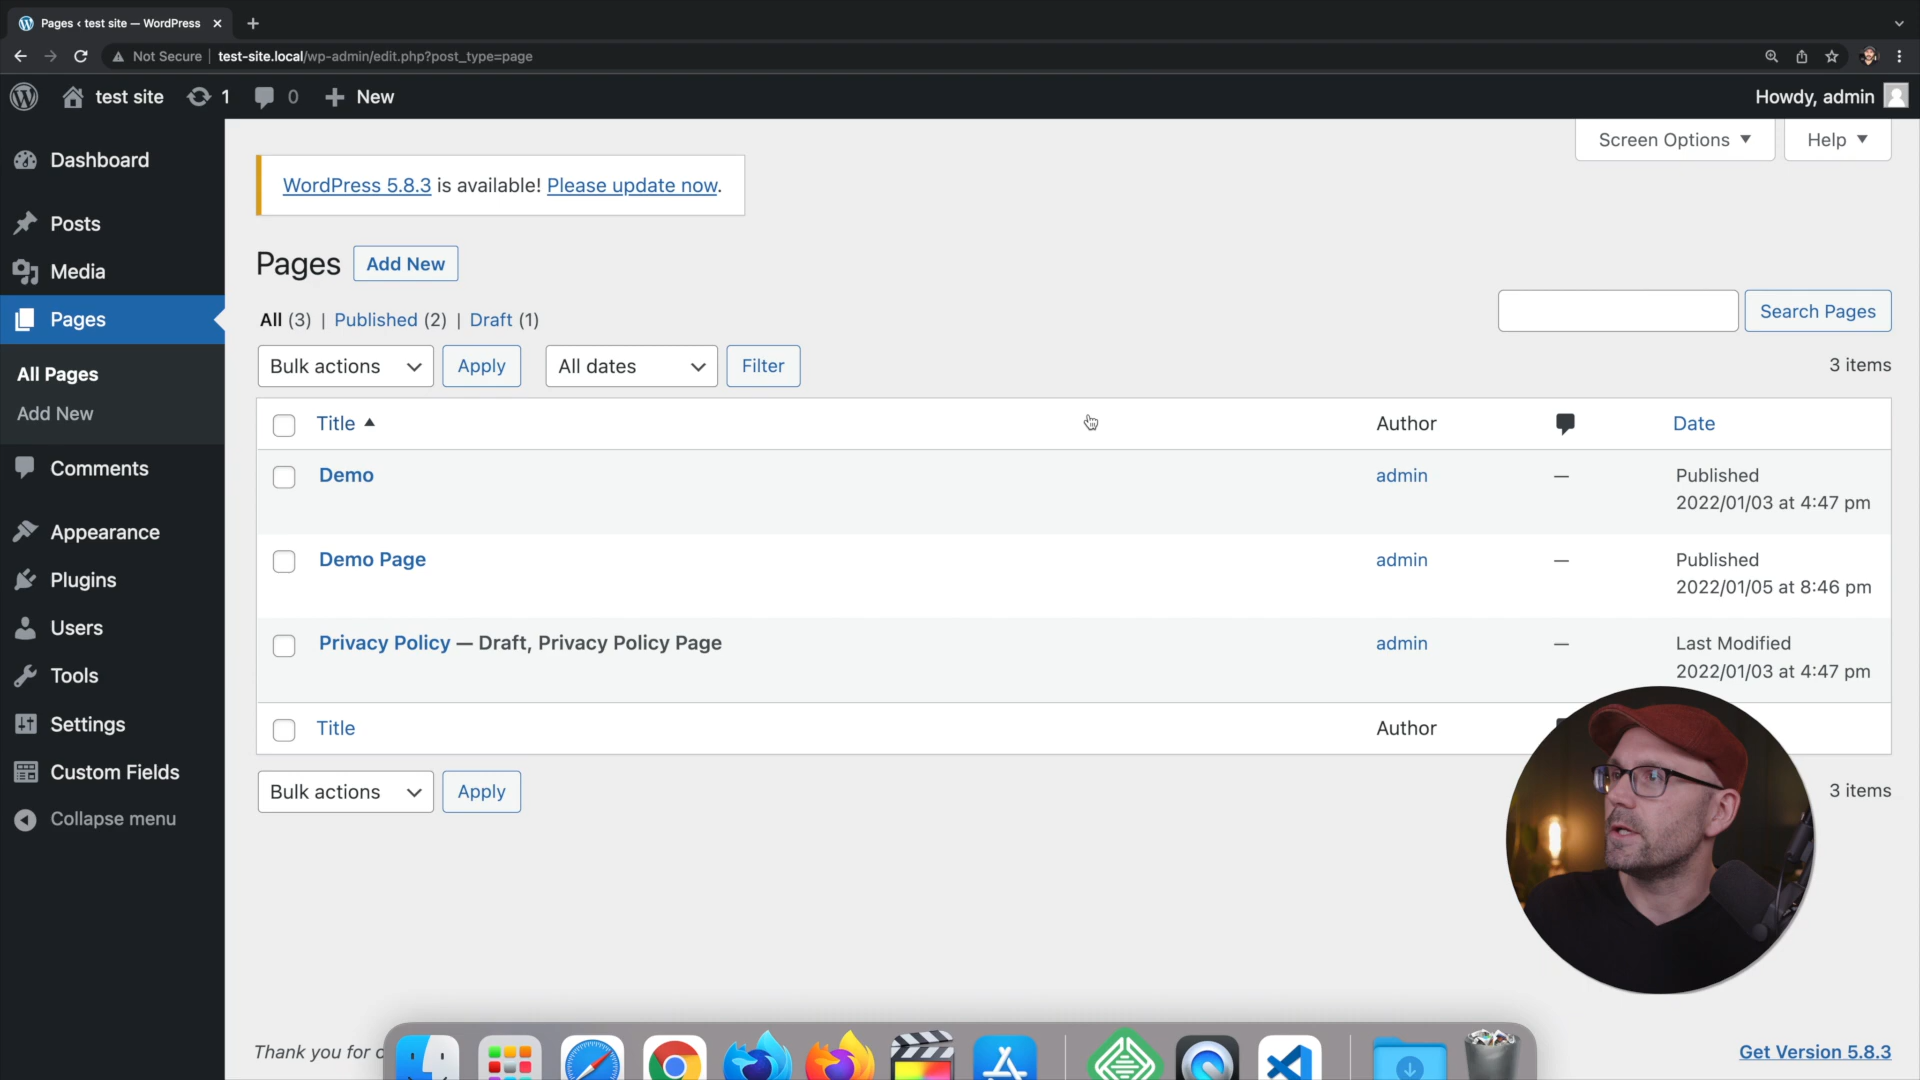 Pages ‹ test site — WordPress
Not Secure | test-site.local/wp-admin/edit.php?post_type=page
test site 1 0 New
Howdy, admin
Screen Options
Help
Dashboard
Posts
Media
Pages
All Pages
Add New
Comments
Appearance
Plugins
Users
Tools
Settings
Custom Fields
Collapse menu
WordPress 5.8.3 is available! Please update now.
Pages Add New
All (3) | Published (2) | Draft (1)
Search Pages
Bulk actions Apply All dates Filter
3 items
Title Author Date
Demo admin — Published
2022/01/03 at 4:47 pm
Demo Page admin — Published
2022/01/05 at 8:46 pm
Privacy Policy — Draft, Privacy Policy Page admin — Last Modified
2022/01/03 at 4:47 pm
Title Author
Bulk actions Apply
3 items
Thank you for
Get Version 5.8.3